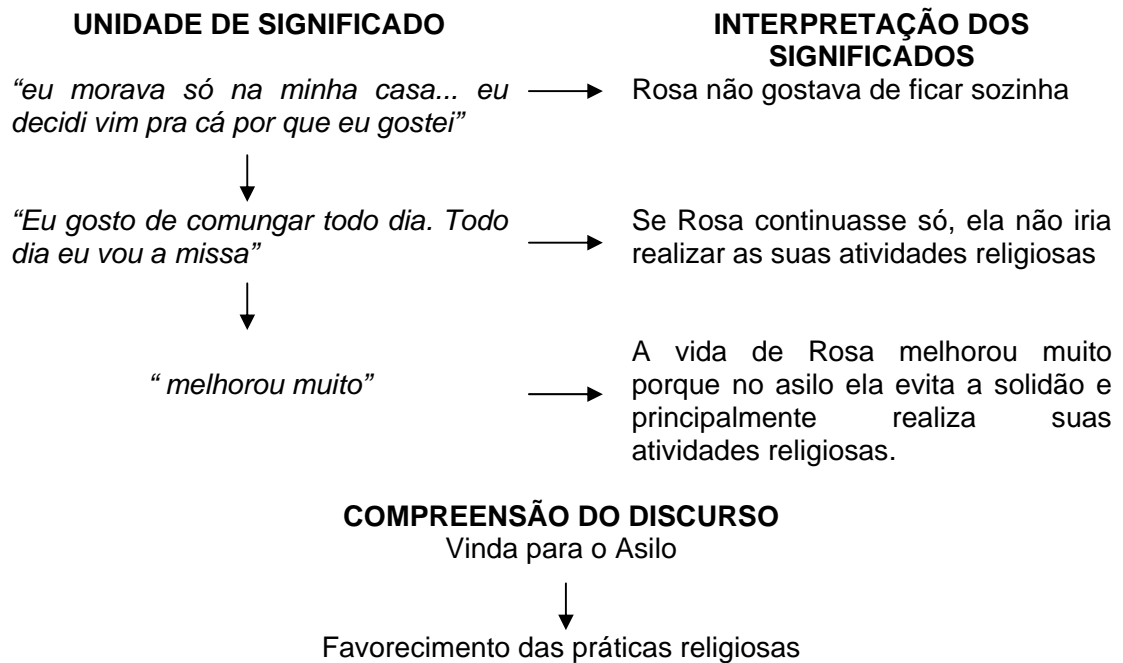 UNIDADE DE SIGNIFICADO
INTERPRETAÇÃO DOS
SIGNIFICADOS
“eu morava só na minha casa... eu
decidi vim pra cá por que eu gostei”
Rosa não gostava de ficar sozinha
“Eu gosto de comungar todo dia. Todo
dia eu vou a missa”
Se Rosa continuasse só, ela não iria
realizar as suas atividades religiosas
“ melhorou muito”
A vida de Rosa melhorou muito
porque no asilo ela evita a solidão e
principalmente realiza suas
atividades religiosas.
COMPREENSÃO DO DISCURSO
Vinda para o Asilo
Favorecimento das práticas religiosas